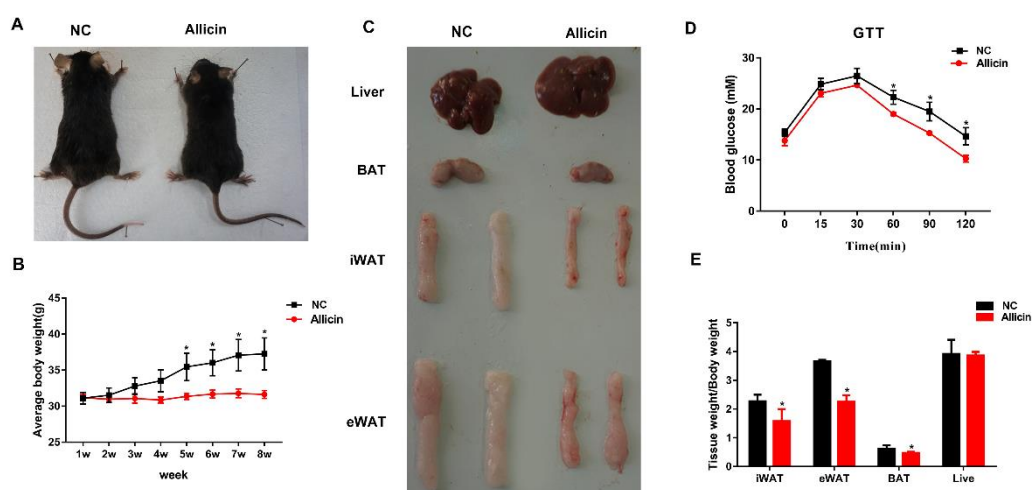 A
NC Allicin
B
NC
Allicin
Average body weight(g)
45
40
35
30
25
* * * *
1w 2w 3w 4w 5w 6w 7w 8w
week
C
NC Allicin
Liver
BAT
iWAT
eWAT
D
GTT
NC
Allicin
Blood glucose (mM)
30
20
10
0
* * *
0 15 30 60 90 120
Time(min)
E
NC
Allicin
Tissue weight/Body weight
5
4
3
2
1
0
* * *
iWAT eWAT BAT Live